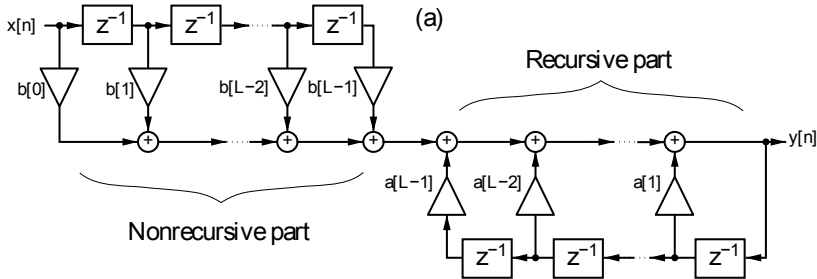 (a)
x[n] z⁻¹ z⁻¹ z⁻¹
b[0] b[1] b[L−2] b[L−1]
Recursive part
+ + + + + + y[n]
a[L−1] a[L−2] a[1]
Nonrecursive part
z⁻¹ z⁻¹ z⁻¹